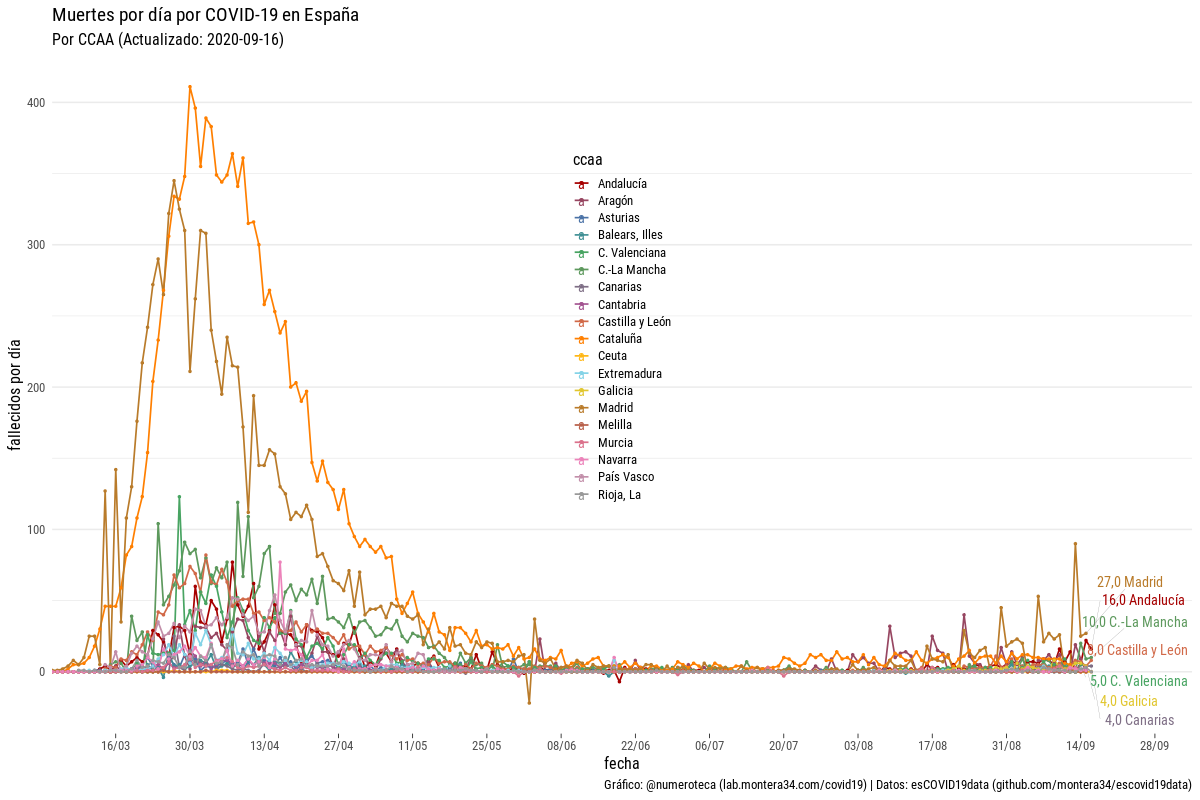 Muertes por día por COVID-19 en España
Por CCAA (Actualizado: 2020-09-16)
fallecidos por día
400
300
200
100
0
ccaa
Andalucía
Aragón
Asturias
Balears, Illes
C. Valenciana
C.-La Mancha
Canarias
Cantabria
Castilla y León
Cataluña
Ceuta
Extremadura
Galicia
Madrid
Melilla
Murcia
Navarra
País Vasco
Rioja, La
27,0 Madrid
16,0 Andalucía
10,0 C.-La Mancha
Castilla y León
5,0 C. Valenciana
4,0 Galicia
4,0 Canarias
16/03 30/03 13/04 27/04 11/05 25/05 08/06 22/06 06/07 20/07 03/08 17/08 31/08 14/09 28/09
fecha
Gráfico: @numeroteca (lab.montera34.com/covid19) | Datos: esCOVID19data (github.com/montera34/escovid19data)